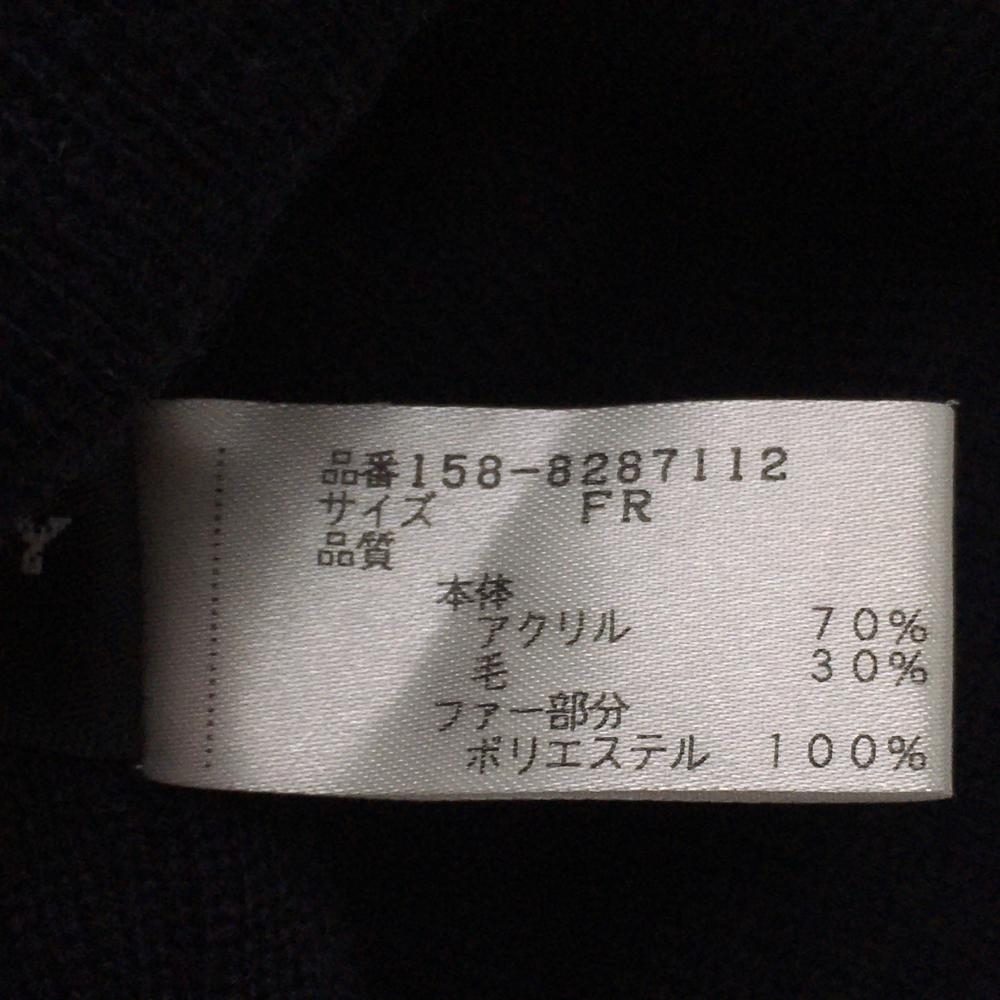 品番158-8287112
サイズ FR
品質
本体
アクリル 70%
毛 30%
ファー部分
ポリエステル 100%